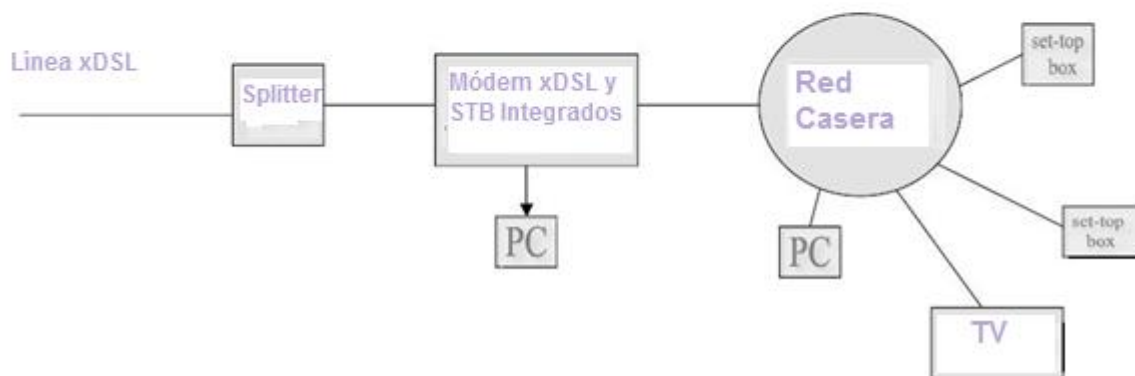 Linea xDSL
Splitter
Módem xDSL y
STB Integrados
PC
Red
Casera
set-top
box
PC
set-top
box
TV